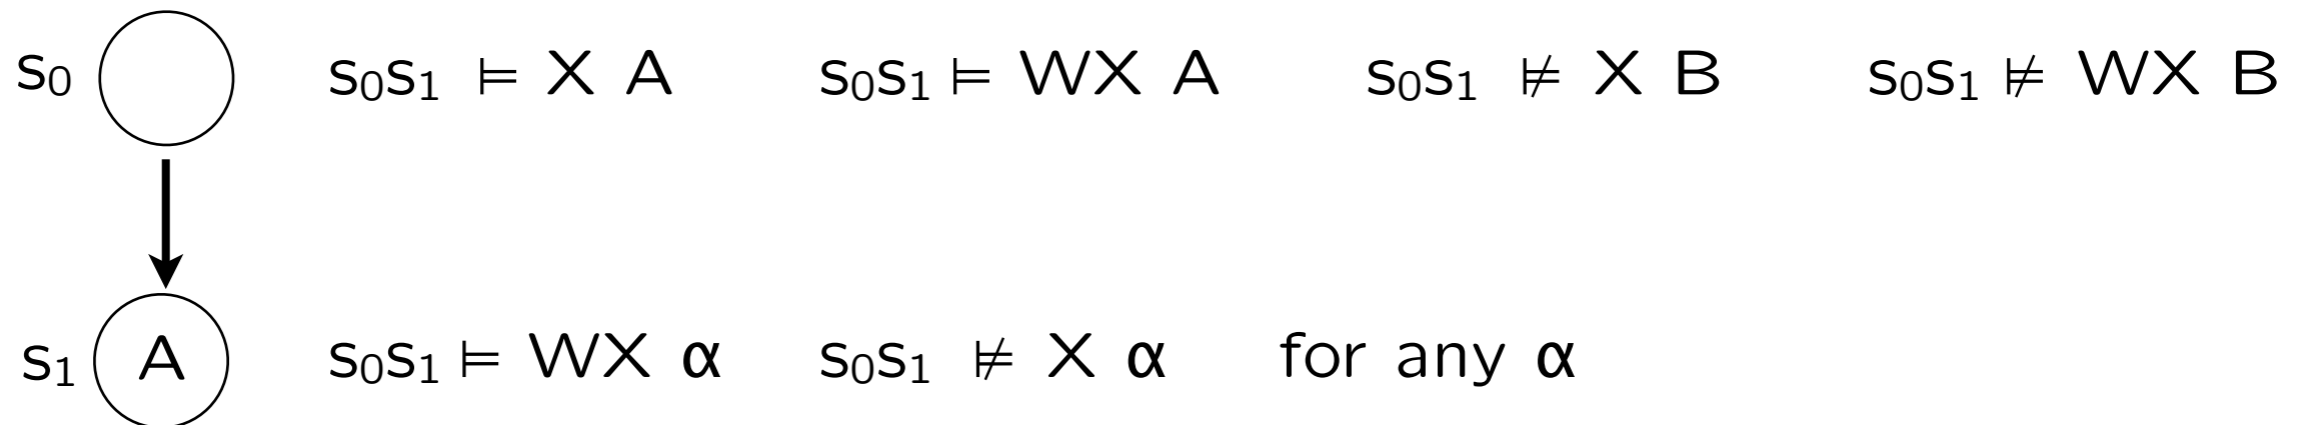 s₀ s₀s₁ ⊨ X A s₀s₁ ⊨ WX A s₀s₁ ⊭ X B s₀s₁ ⊭ WX B
s₁ A s₀s₁ ⊨ WX α s₀s₁ ⊭ X α for any α